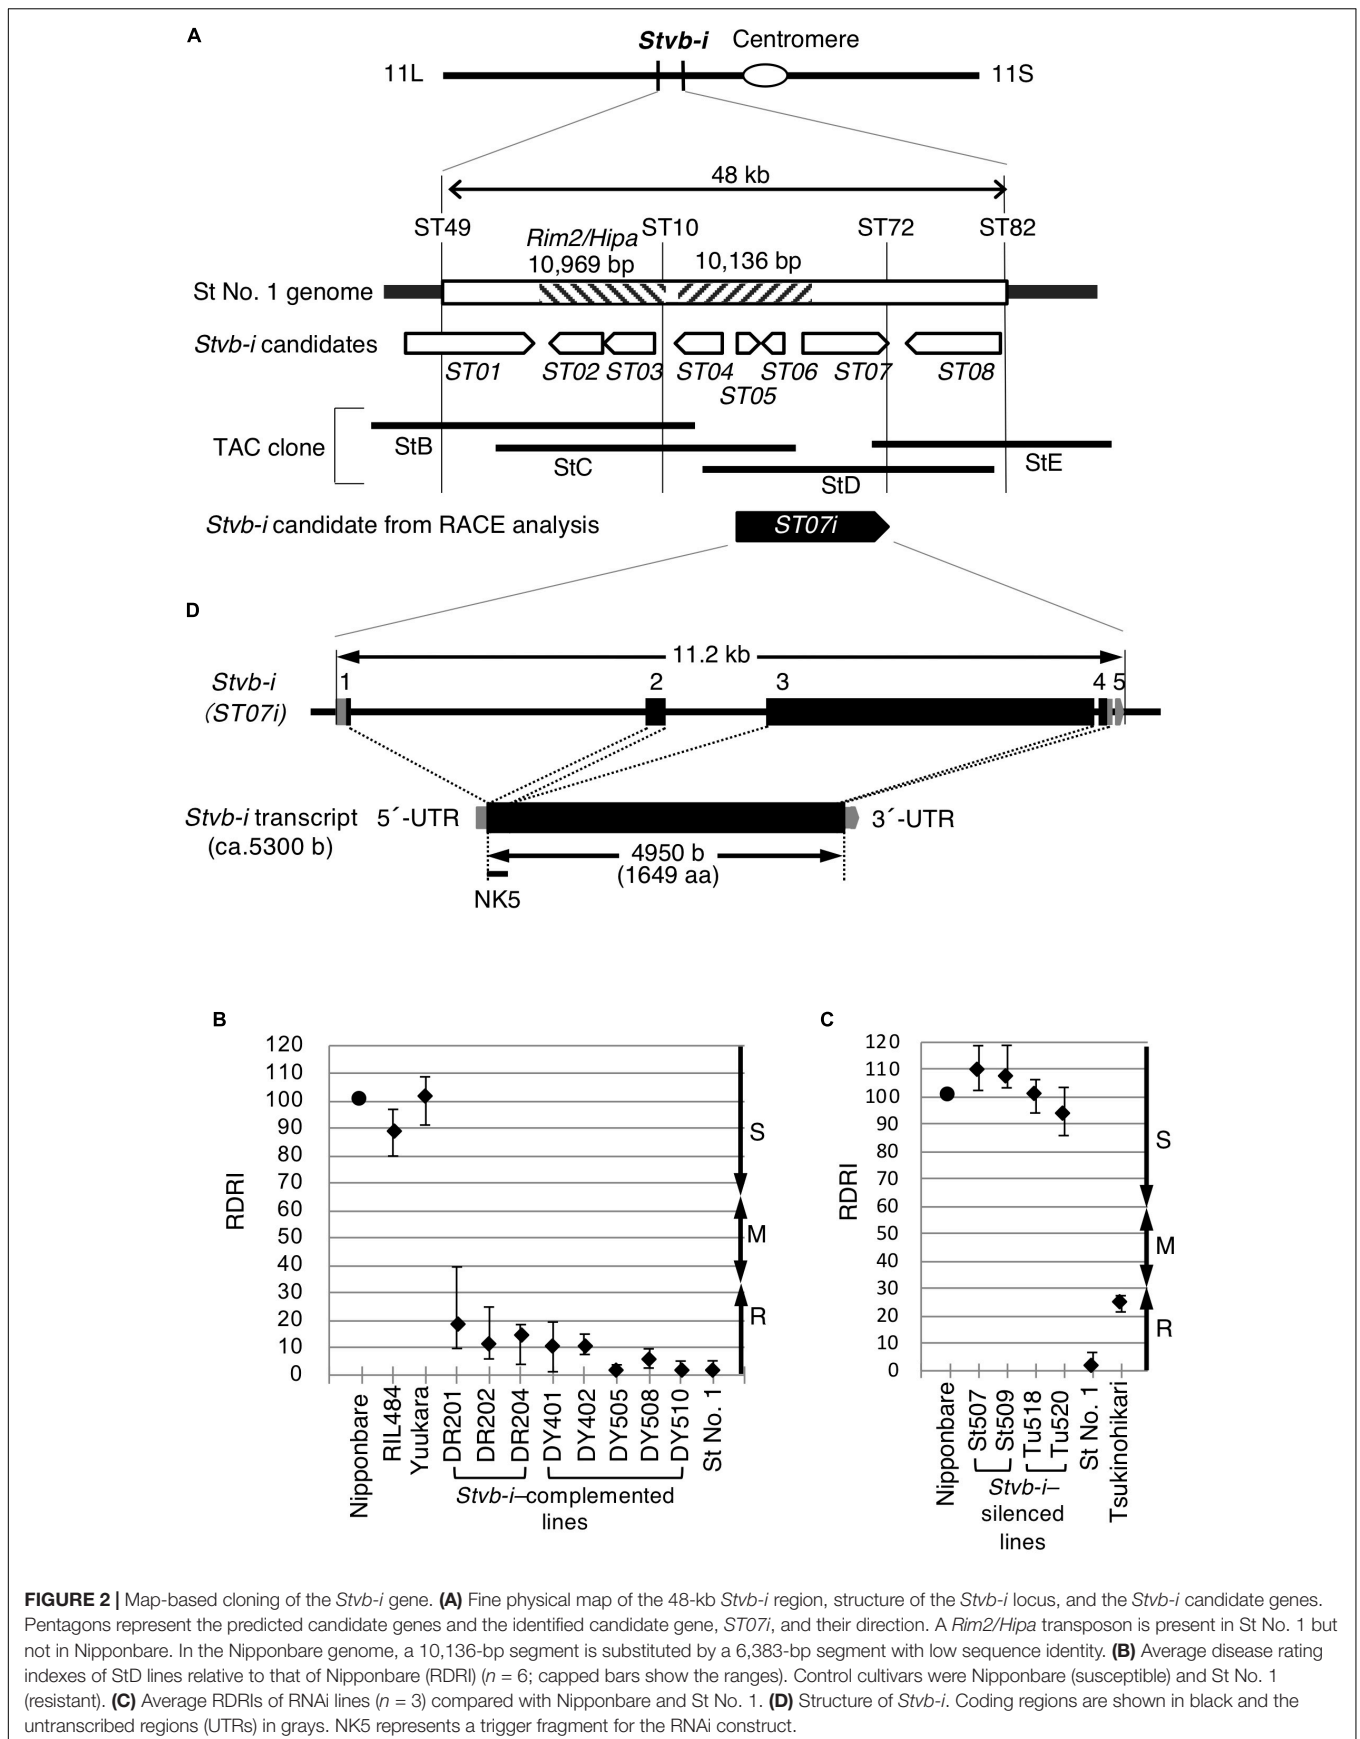 A
Stvb-i Centromere
11L 11S
48 kb
ST49 ST10 ST72 ST82
Rim2/Hipa
10,969 bp 10,136 bp
St No. 1 genome
Stvb-i candidates
ST01 ST02 ST03 ST04 ST06 ST07 ST08
ST05
TAC clone
StB StC StD StE
Stvb-i candidate from RACE analysis ST07i
D
11.2 kb
Stvb-i 1 2 3 4 5
(ST07i)
Stvb-i transcript 5´-UTR 3´-UTR
(ca.5300 b)
4950 b
(1649 aa)
NK5
B
RDRI
120
110
100
90
80
70
60
50
40
30
20
10
0
S
M
R
Nipponbare
RIL484
Yuukara
DR201
DR202
DR204
DY401
DY402
DY505
DY508
DY510
St No. 1
Stvb-i–complemented
lines
C
RDRI
120
110
100
90
80
70
60
50
40
30
20
10
0
S
M
R
Nipponbare
St507
St509
Tu518
Tu520
St No. 1
Tsukinohikari
Stvb-i–
silenced
lines
FIGURE 2 | Map-based cloning of the Stvb-i gene. (A) Fine physical map of the 48-kb Stvb-i region, structure of the Stvb-i locus, and the Stvb-i candidate genes.
Pentagons represent the predicted candidate genes and the identified candidate gene, ST07i, and their direction. A Rim2/Hipa transposon is present in St No. 1 but
not in Nipponbare. In the Nipponbare genome, a 10,136-bp segment is substituted by a 6,383-bp segment with low sequence identity. (B) Average disease rating
indexes of StD lines relative to that of Nipponbare (RDRI) (n = 6; capped bars show the ranges). Control cultivars were Nipponbare (susceptible) and St No. 1
(resistant). (C) Average RDRIs of RNAi lines (n = 3) compared with Nipponbare and St No. 1. (D) Structure of Stvb-i. Coding regions are shown in black and the
untranscribed regions (UTRs) in grays. NK5 represents a trigger fragment for the RNAi construct.